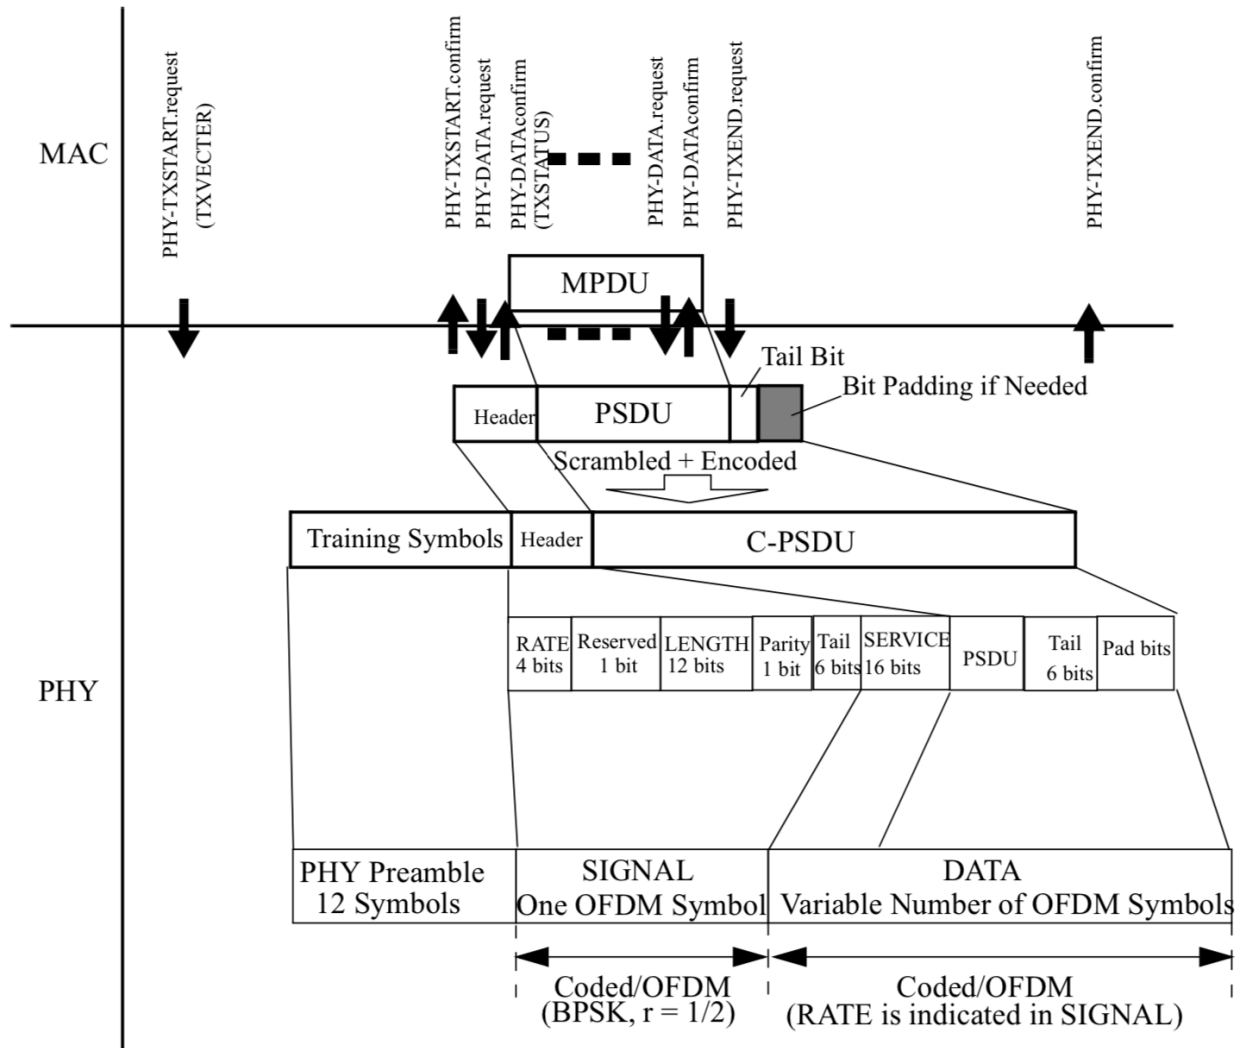 MAC
PHY-TXSTART.request
(TXVECTER)
PHY-TXSTART.confirm
PHY-DATA.request
PHY-DATAconfirm
(TXSTATUS)
PHY-DATA.request
PHY-DATAconfirm
PHY-TXEND.request
PHY-TXEND.confirm
MPDU
Tail Bit
Bit Padding if Needed
Header
PSDU
Scrambled + Encoded
Training Symbols
Header
C-PSDU
PHY
RATE
4 bits
Reserved
1 bit
LENGTH
12 bits
Parity
1 bit
Tail
6 bits
SERVICE
16 bits
PSDU
Tail
6 bits
Pad bits
PHY Preamble
12 Symbols
SIGNAL
One OFDM Symbol
DATA
Variable Number of OFDM Symbols
Coded/OFDM
(BPSK, r = 1/2)
Coded/OFDM
(RATE is indicated in SIGNAL)